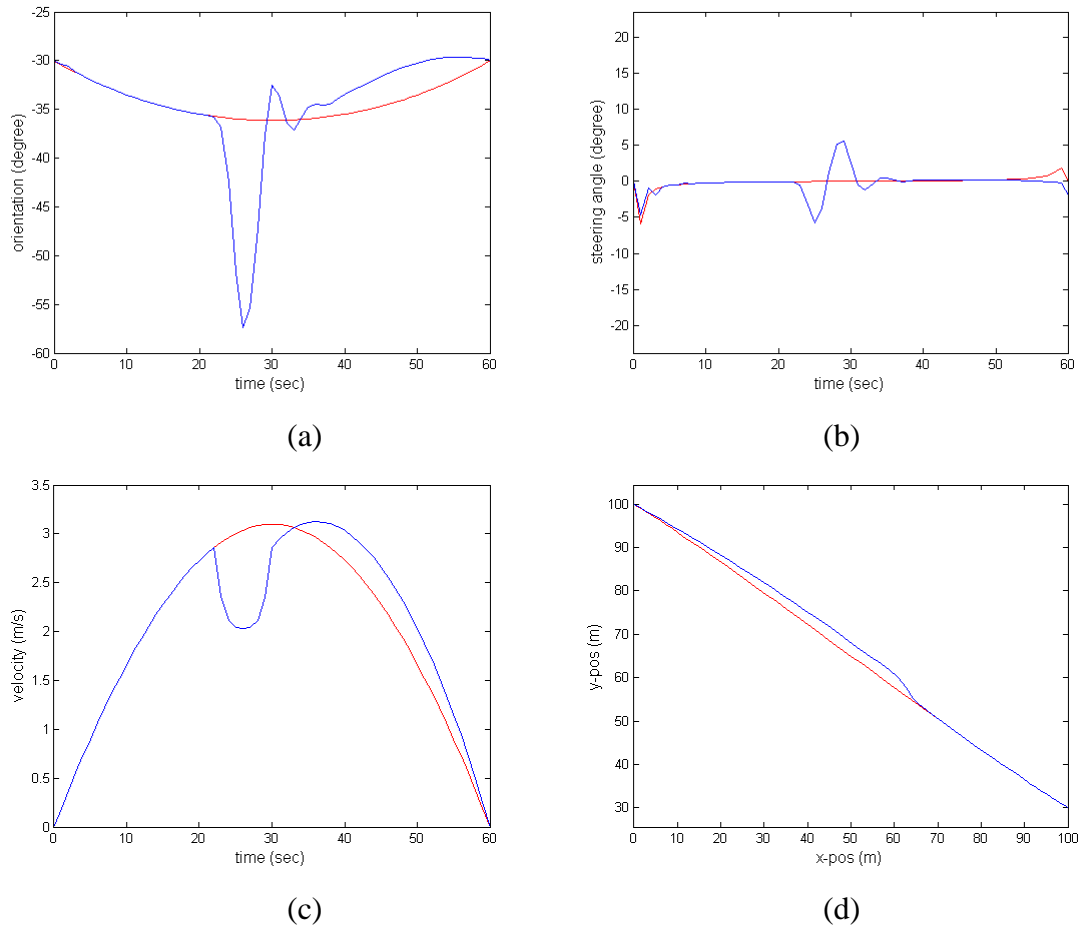 -25
-30
-35
-40
-45
-50
-55
-60
orientation (degree)
0 10 20 30 40 50 60
time (sec)
(a)
20
15
10
5
0
-5
-10
-15
-20
steering angle (degree)
0 10 20 30 40 50 60
time (sec)
(b)
3.5
3
2.5
2
1.5
1
0.5
0
velocity (m/s)
0 10 20 30 40 50 60
time (sec)
(c)
100
90
80
70
60
50
40
30
y-pos (m)
0 10 20 30 40 50 60 70 80 90 100
x-pos (m)
(d)